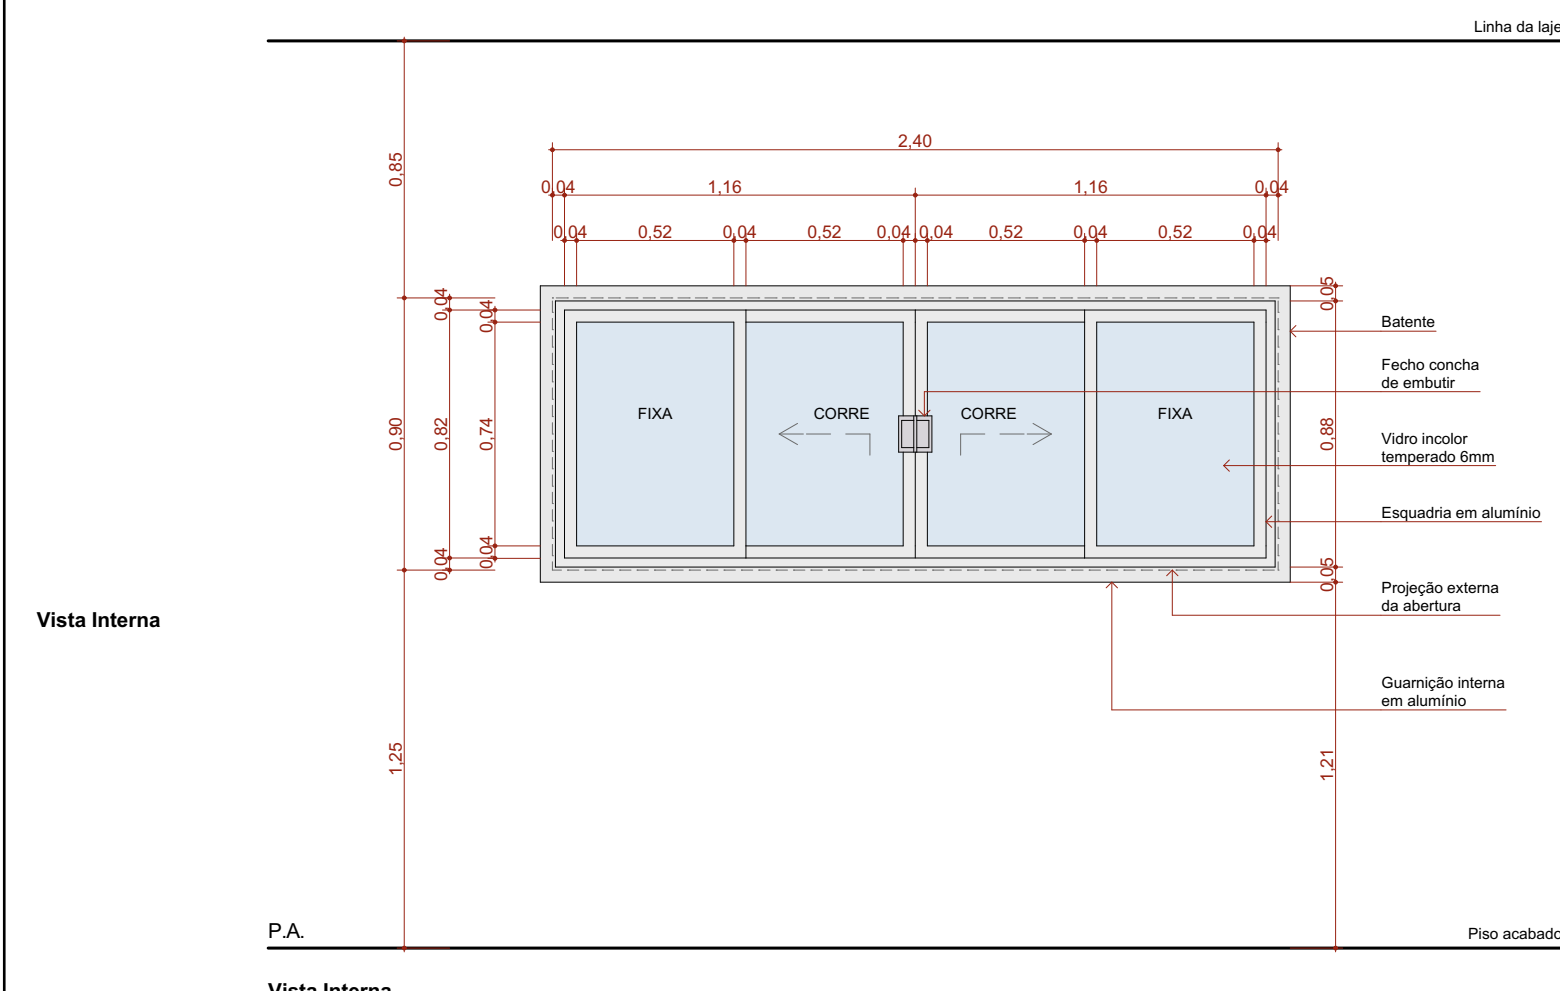 Linha da laje
2,40
0,85
0,04
1,16
1,16
0,04
0,04
0,52
0,04
0,52
0,04
0,04
0,52
0,04
0,52
0,04
0,04
0,04
0,05
Batente
Fecho concha
de embutir
FIXA
CORRE
CORRE
FIXA
0,90
0,82
0,74
0,88
Vidro incolor
temperado 6mm
Esquadria em alumínio
0,04
0,04
0,05
Projeção externa
da abertura
Vista Interna
Guarnição interna
em alumínio
1,25
1,21
P.A.
Piso acabado
Vista Interna